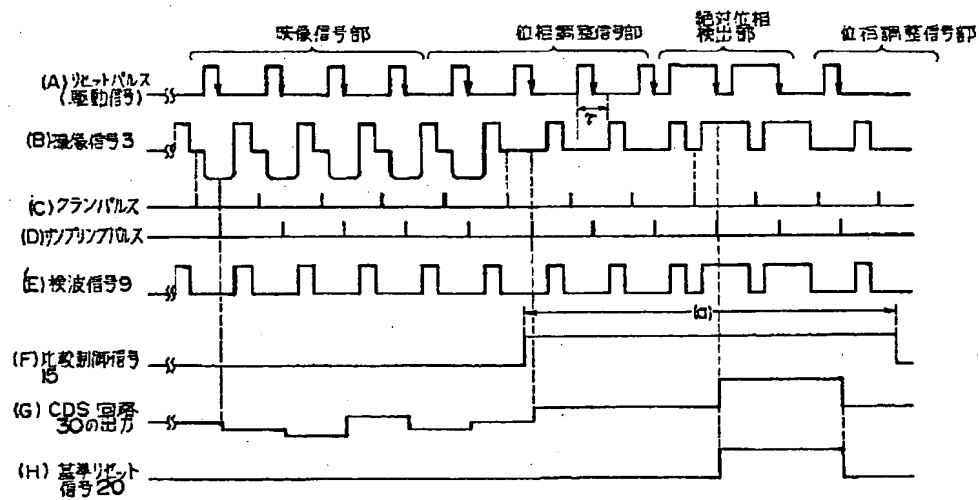 映像信号部
位相調整信号部
絶対位相
検出部
位相調整信号部
(A)リセットパルス
(駆動信号)
τ
(B)撮像信号3
(C)クランパルス
(D)サンプリングパルス
(E)検波信号9
(a)
(F)比較制御信号
15
(G) CDS 回路
30の出力
(H) 基準リセット
信号20